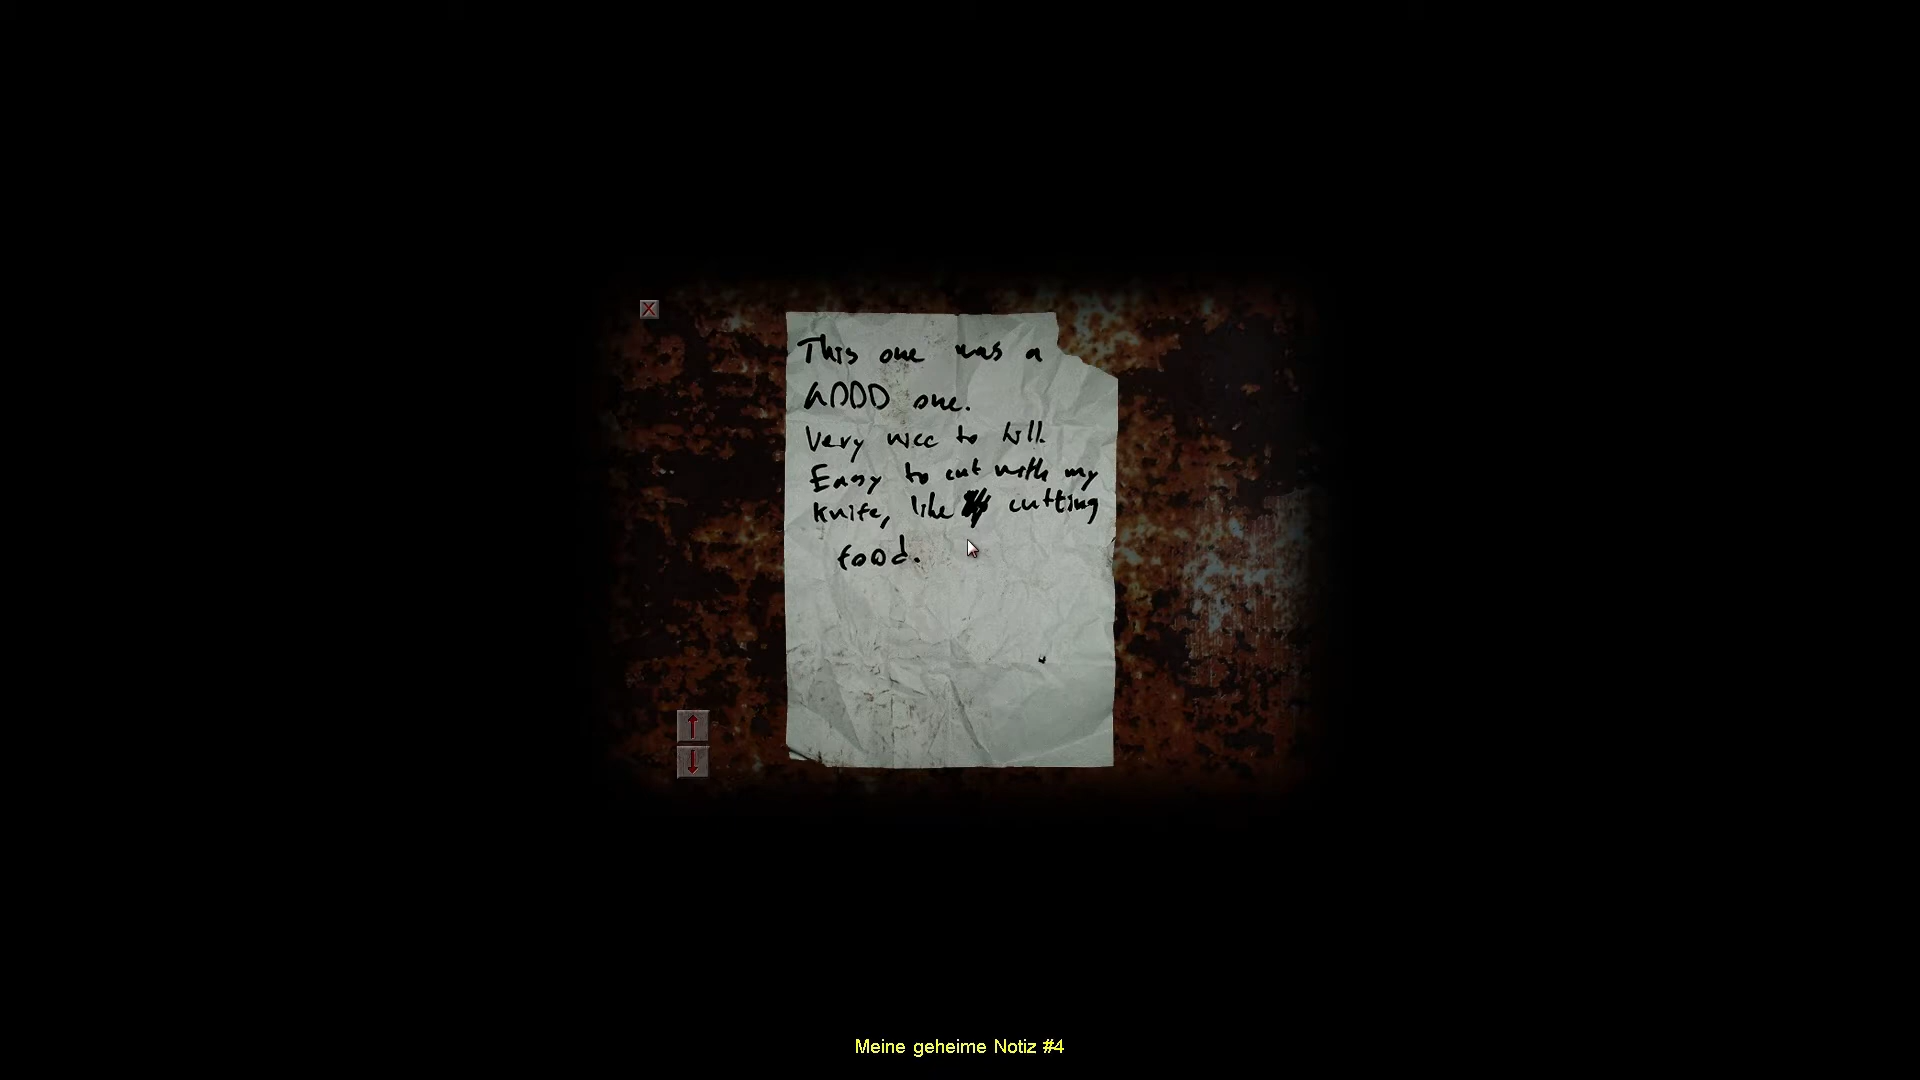 This one was a
GOOD one.
Very nice to kill.
Easy to cut with my
knife, like cutting
food.
Meine geheime Notiz #4